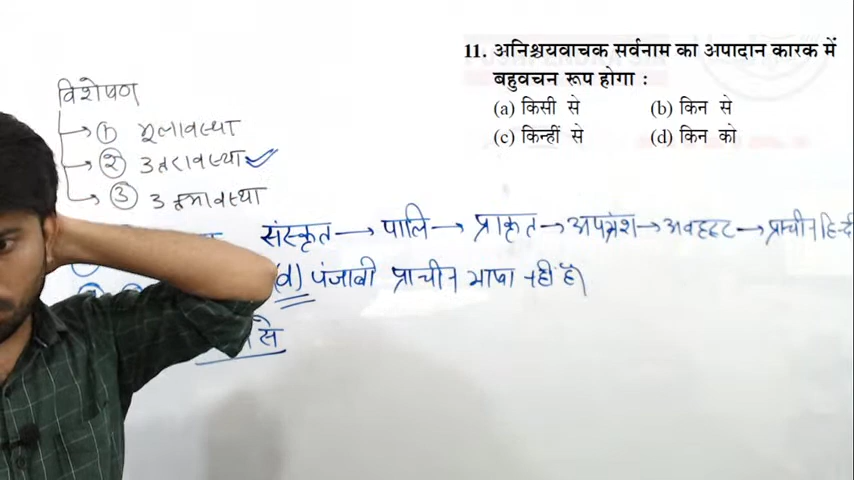 11. अनिश्चयवाचक सर्वनाम का अपादान कारक में
बहुवचन रूप होगा :
(a) किसी से (b) किन से
(c) किन्हीं से (d) किन को
विशेषण
① मूलावस्था
② उत्तरावस्था
③ उत्तमावस्था
संस्कृत → पालि → प्राकृत → अपभ्रंश → अवहट्ट → प्राचीन हिन्दी
(d) पंजाबी प्राचीन भाषा नहीं है।
से